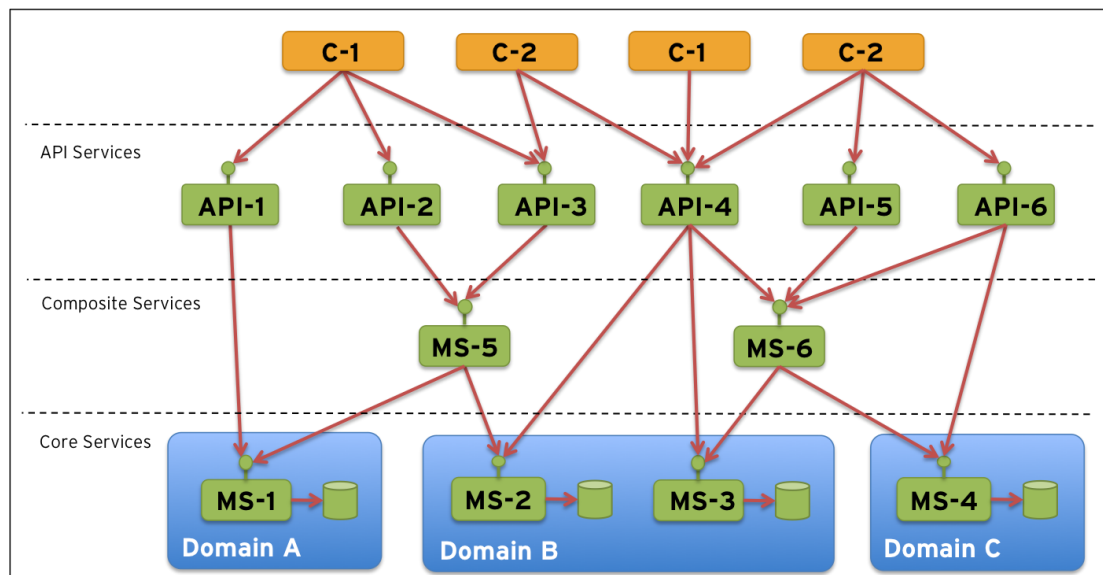 C-1
C-2
C-1
C-2
API Services
API-1
API-2
API-3
API-4
API-5
API-6
Composite Services
MS-5
MS-6
Core Services
MS-1
MS-2
MS-3
MS-4
Domain A
Domain B
Domain C